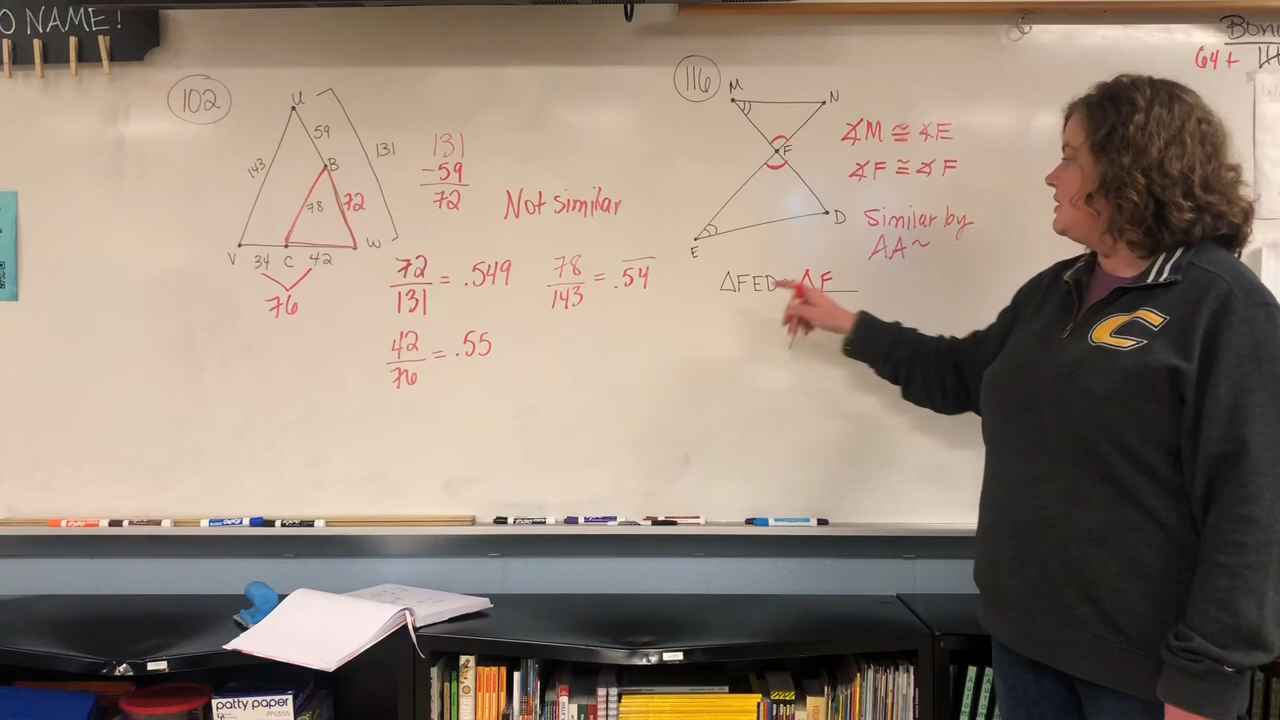 O NAME!
102
U
59
143
131
B
78
72
V
34
C
42
W
76
131
-59
72
Not similar
72/131 = .549
78/143 = .54
42/76 = .55
116
M
N
F
D
E
∡M ≅ ∡E
∡F ≅ ∡F
Similar by
AA~
△FED ~ △F
64+
C
patty paper